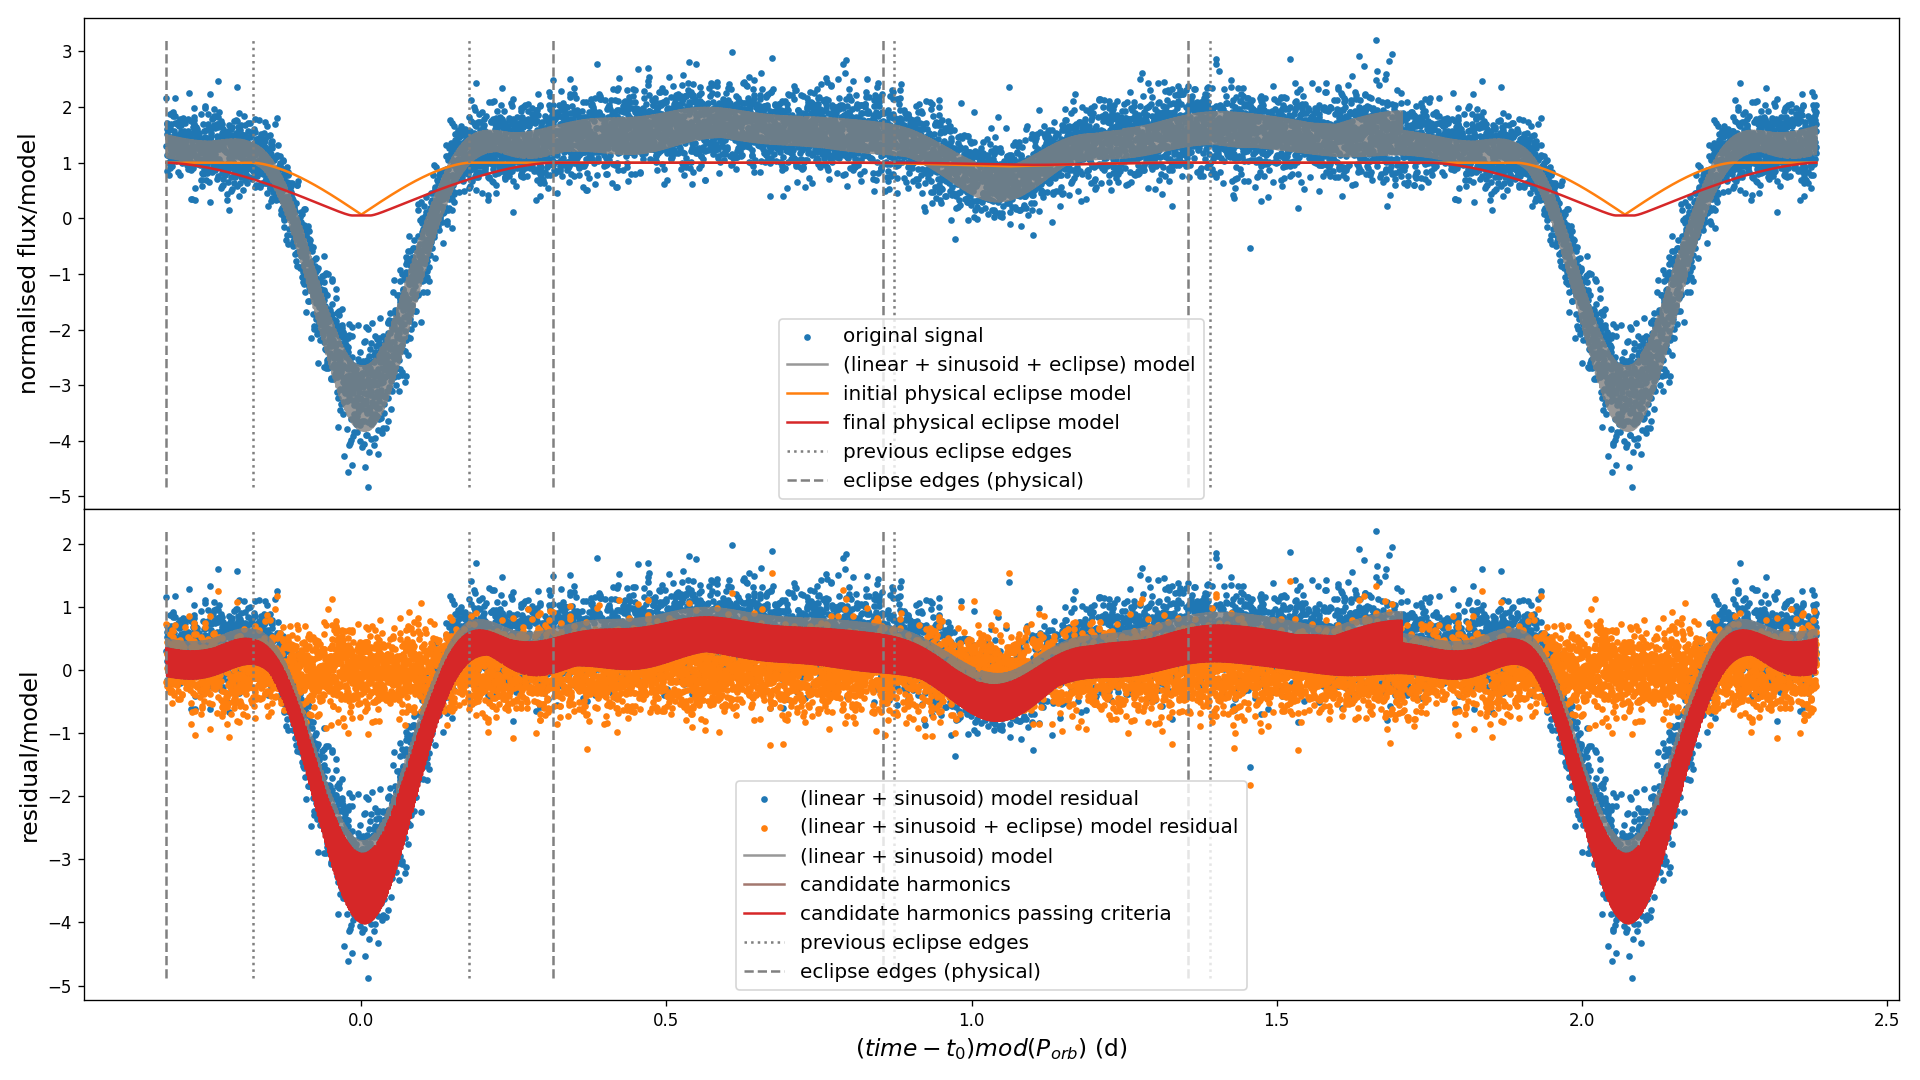 3
2
1
0
−1
−2
−3
−4
−5
normalised flux/model
original signal
(linear + sinusoid + eclipse) model
initial physical eclipse model
final physical eclipse model
previous eclipse edges
eclipse edges (physical)
2
1
0
−1
−2
−3
−4
−5
residual/model
(linear + sinusoid) model residual
(linear + sinusoid + eclipse) model residual
(linear + sinusoid) model
candidate harmonics
candidate harmonics passing criteria
previous eclipse edges
eclipse edges (physical)
0.0 0.5 1.0 1.5 2.0 2.5
(time − t₀)mod(P_orb) (d)